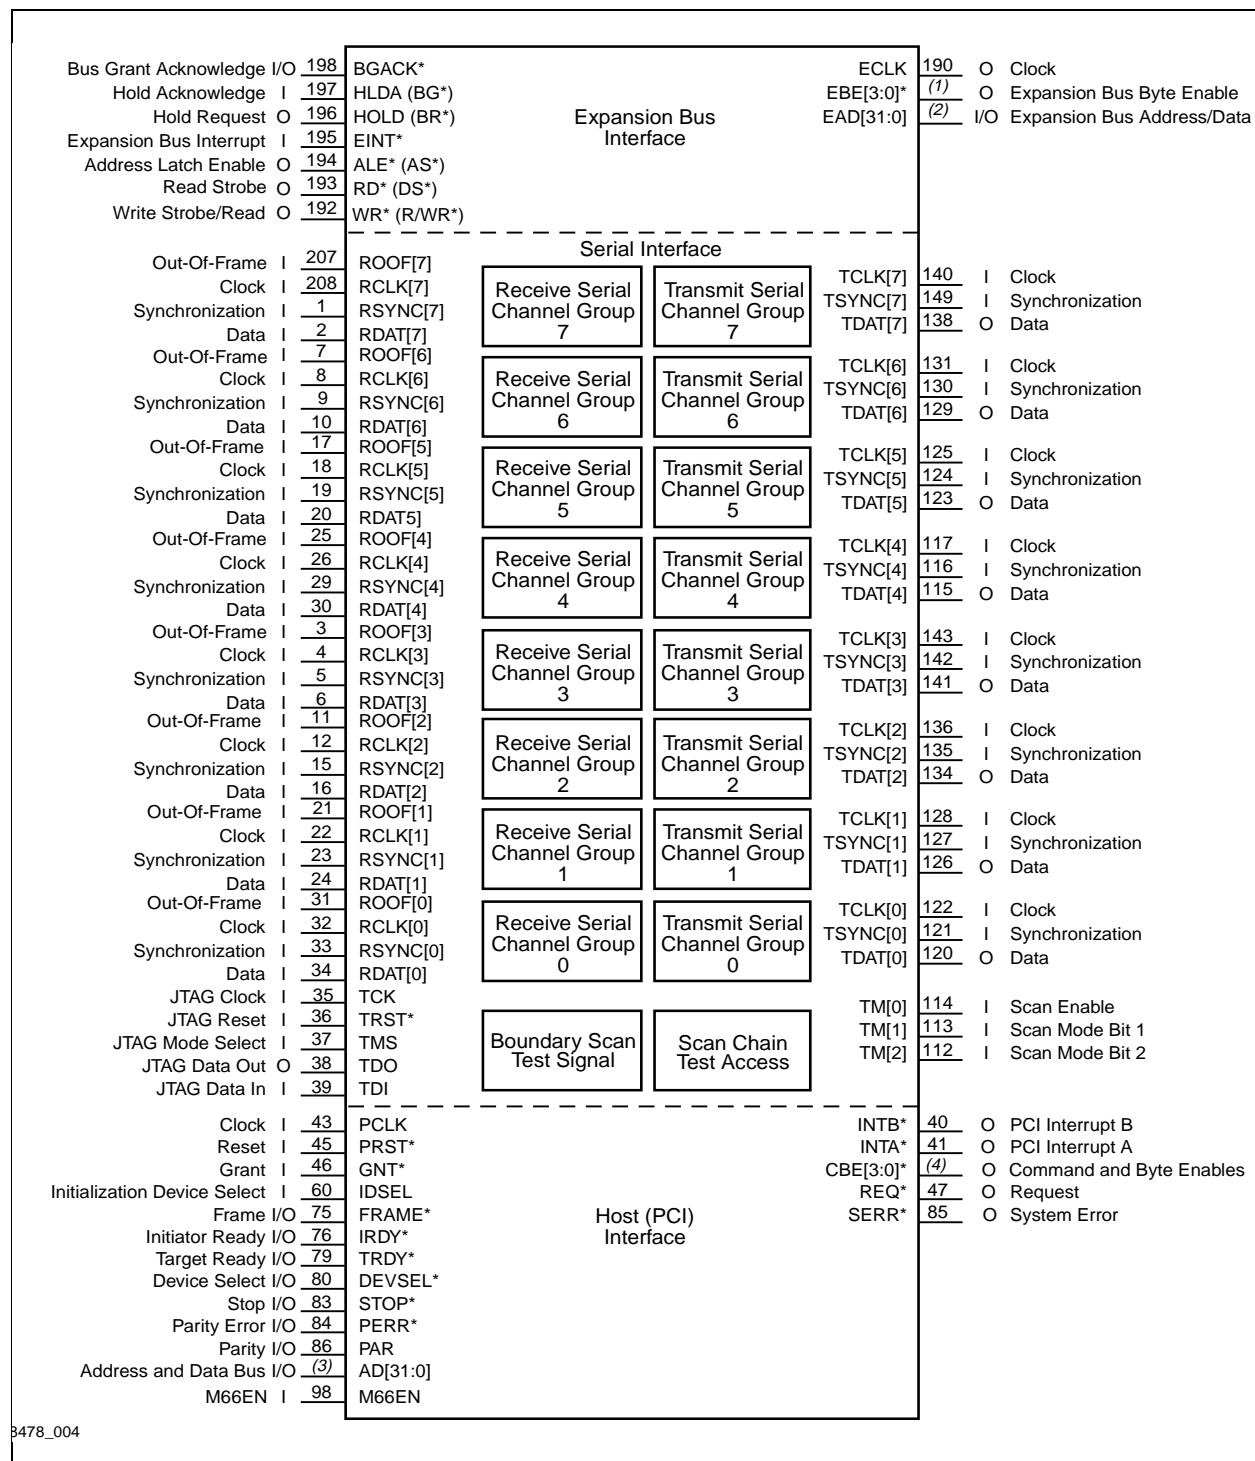 Bus Grant Acknowledge I/O 198 BGACK* ECLK 190 O Clock
Hold Acknowledge I 197 HLDA (BG*) EBE[3:0]* (1) O Expansion Bus Byte Enable
Hold Request O 196 HOLD (BR*) Expansion Bus EAD[31:0] (2) I/O Expansion Bus Address/Data
Expansion Bus Interrupt I 195 EINT* Interface
Address Latch Enable O 194 ALE* (AS*)
Read Strobe O 193 RD* (DS*)
Write Strobe/Read O 192 WR* (R/WR*)
Serial Interface
Out-Of-Frame I 207 ROOF[7]
Clock I 208 RCLK[7] Receive Serial Transmit Serial TCLK[7] 140 I Clock
Synchronization I 1 RSYNC[7] Channel Group Channel Group TSYNC[7] 149 I Synchronization
Data I 2 RDAT[7] 7 7 TDAT[7] 138 O Data
Out-Of-Frame I 7 ROOF[6]
Clock I 8 RCLK[6] Receive Serial Transmit Serial TCLK[6] 131 I Clock
Synchronization I 9 RSYNC[6] Channel Group Channel Group TSYNC[6] 130 I Synchronization
Data I 10 RDAT[6] 6 6 TDAT[6] 129 O Data
Out-Of-Frame I 17 ROOF[5]
Clock I 18 RCLK[5] Receive Serial Transmit Serial TCLK[5] 125 I Clock
Synchronization I 19 RSYNC[5] Channel Group Channel Group TSYNC[5] 124 I Synchronization
Data I 20 RDAT5] 5 5 TDAT[5] 123 O Data
Out-Of-Frame I 25 ROOF[4]
Clock I 26 RCLK[4] Receive Serial Transmit Serial TCLK[4] 117 I Clock
Synchronization I 29 RSYNC[4] Channel Group Channel Group TSYNC[4] 116 I Synchronization
Data I 30 RDAT[4] 4 4 TDAT[4] 115 O Data
Out-Of-Frame I 3 ROOF[3]
Clock I 4 RCLK[3] Receive Serial Transmit Serial TCLK[3] 143 I Clock
Synchronization I 5 RSYNC[3] Channel Group Channel Group TSYNC[3] 142 I Synchronization
Data I 6 RDAT[3] 3 3 TDAT[3] 141 O Data
Out-Of-Frame I 11 ROOF[2]
Clock I 12 RCLK[2] Receive Serial Transmit Serial TCLK[2] 136 I Clock
Synchronization I 15 RSYNC[2] Channel Group Channel Group TSYNC[2] 135 I Synchronization
Data I 16 RDAT[2] 2 2 TDAT[2] 134 O Data
Out-Of-Frame I 21 ROOF[1]
Clock I 22 RCLK[1] Receive Serial Transmit Serial TCLK[1] 128 I Clock
Synchronization I 23 RSYNC[1] Channel Group Channel Group TSYNC[1] 127 I Synchronization
Data I 24 RDAT[1] 1 1 TDAT[1] 126 O Data
Out-Of-Frame I 31 ROOF[0]
Clock I 32 RCLK[0] Receive Serial Transmit Serial TCLK[0] 122 I Clock
Synchronization I 33 RSYNC[0] Channel Group Channel Group TSYNC[0] 121 I Synchronization
Data I 34 RDAT[0] 0 0 TDAT[0] 120 O Data
JTAG Clock I 35 TCK TM[0] 114 I Scan Enable
JTAG Reset I 36 TRST* TM[1] 113 I Scan Mode Bit 1
JTAG Mode Select I 37 TMS Boundary Scan Scan Chain TM[2] 112 I Scan Mode Bit 2
JTAG Data Out O 38 TDO Test Signal Test Access
JTAG Data In I 39 TDI
Clock I 43 PCLK INTB* 40 O PCI Interrupt B
Reset I 45 PRST* INTA* 41 O PCI Interrupt A
Grant I 46 GNT* CBE[3:0]* (4) O Command and Byte Enables
Initialization Device Select I 60 IDSEL REQ* 47 O Request
Frame I/O 75 FRAME* Host (PCI) SERR* 85 O System Error
Initiator Ready I/O 76 IRDY* Interface
Target Ready I/O 79 TRDY*
Device Select I/O 80 DEVSEL*
Stop I/O 83 STOP*
Parity Error I/O 84 PERR*
Parity I/O 86 PAR
Address and Data Bus I/O (3) AD[31:0]
M66EN I 98 M66EN
8478_004